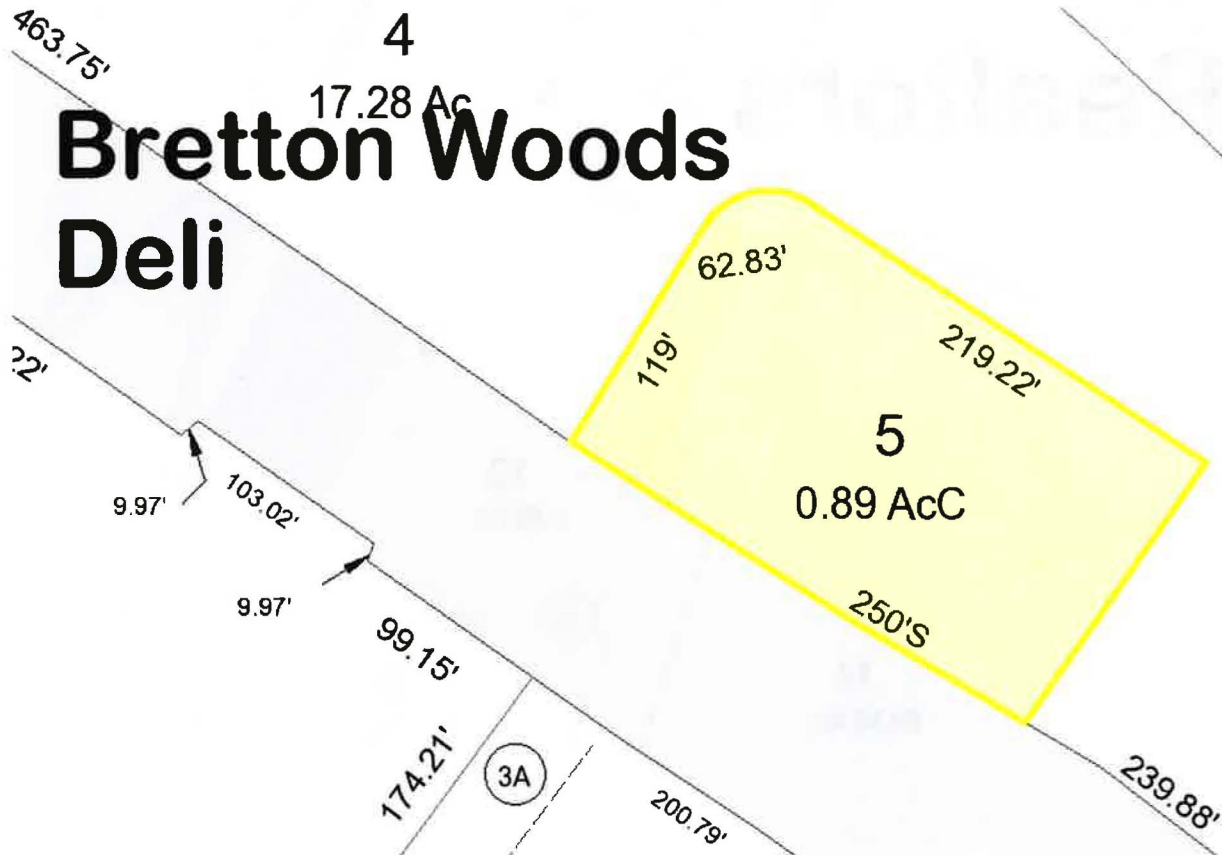 463.75'
4
17.28 Ac
Bretton Woods
Deli
62.83'
119'
219.22'
22'
5
0.89 AcC
9.97'
103.02'
9.97'
250'S
99.15'
174.21'
3A
200.79'
239.88'